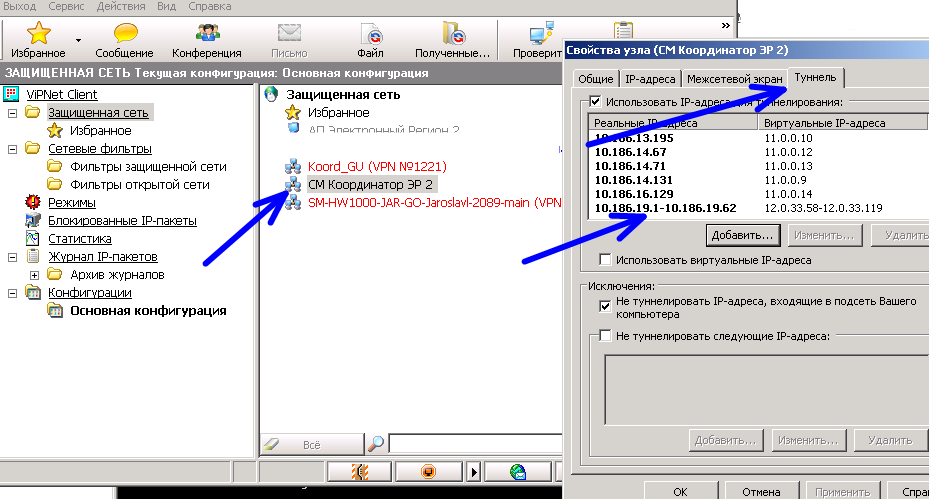 Выход Сервис Действия Вид Справка
Избранное
Сообщение
Конференция
Письмо
Файл
Полученные...
Проверит
ЗАЩИЩЕННАЯ СЕТЬ Текущая конфигурация: Основная конфигурация
ViPNet Client
Защищенная сеть
Избранное
Сетевые фильтры
Фильтры защищенной сети
Фильтры открытой сети
Режимы
Блокированные IP-пакеты
Статистика
Журнал IP-пакетов
Архив журналов
Конфигурации
Основная конфигурация
Защищенная сеть
Избранное
АП Электронный Регион 2
Koord_GU (VPN №1221)
СМ Координатор ЭР 2
SM-HW1000-JAR-GO-Jaroslavl-2089-main (VPN
Всё
Свойства узла (СМ Координатор ЭР 2)
Общие IP-адреса Межсетевой экран Туннель
Использовать IP-адреса для туннелирования:
Реальные IP-адреса Виртуальные IP-адреса
10.186.13.195 11.0.0.10
10.186.14.67 11.0.0.12
10.186.14.71 11.0.0.13
10.186.14.131 11.0.0.9
10.186.16.129 11.0.0.14
10.186.19.1-10.186.19.62 12.0.33.58-12.0.33.119
Добавить... Изменить... Удалить
Использовать виртуальные IP-адреса
Исключения:
Не туннелировать IP-адреса, входящие в подсеть Вашего
компьютера
Не туннелировать следующие IP-адреса:
Добавить... Изменить... Удалить
OK Отмена Применить Спра